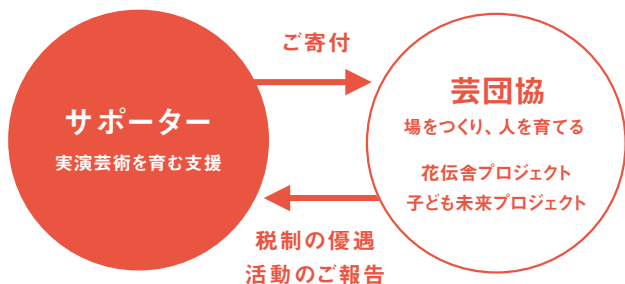 サポーター
実演芸術を育む支援
ご寄付
芸団協
場をつくり、人を育てる
花伝舎プロジェクト
子ども未来プロジェクト
税制の優遇
活動のご報告